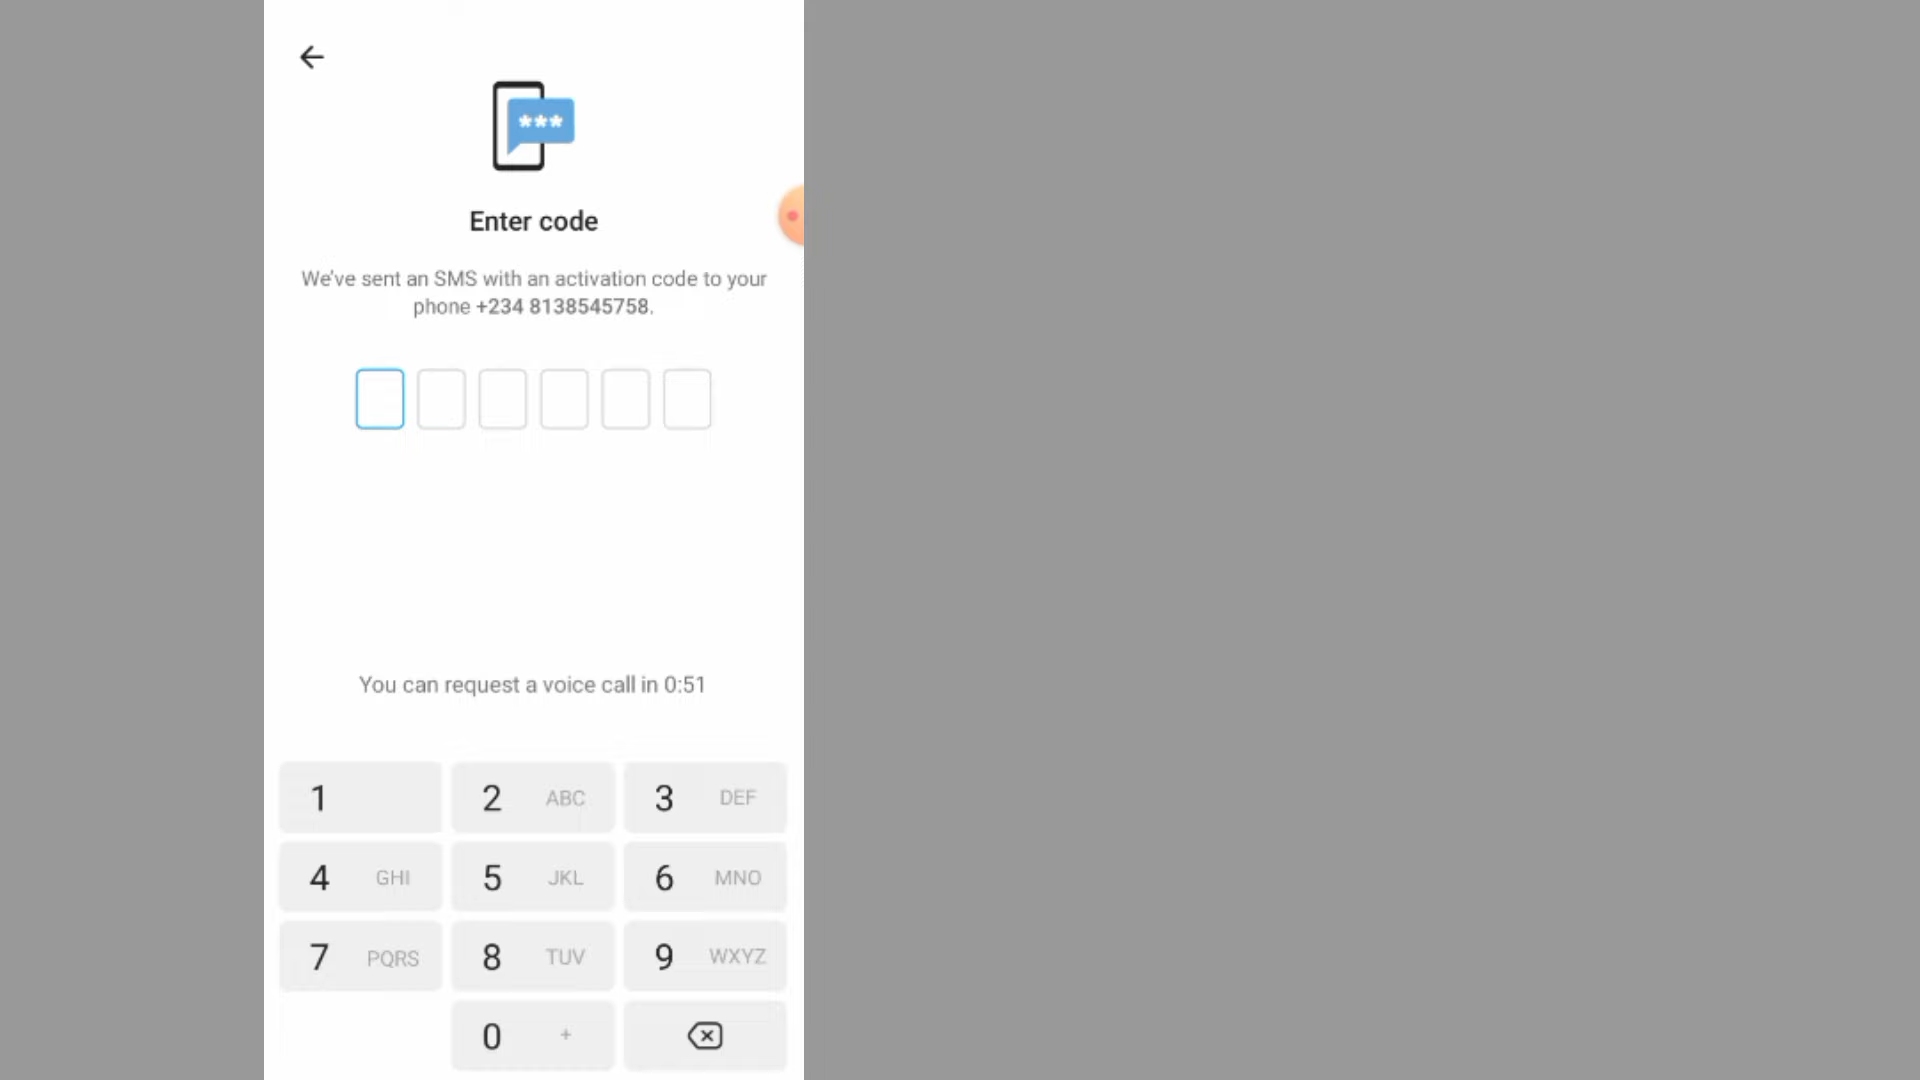 ***
Enter code
We've sent an SMS with an activation code to your
phone +234 8138545758.
You can request a voice call in 0:51
1
2 ABC
3 DEF
4 GHI
5 JKL
6 MNO
7 PQRS
8 TUV
9 WXYZ
0 +